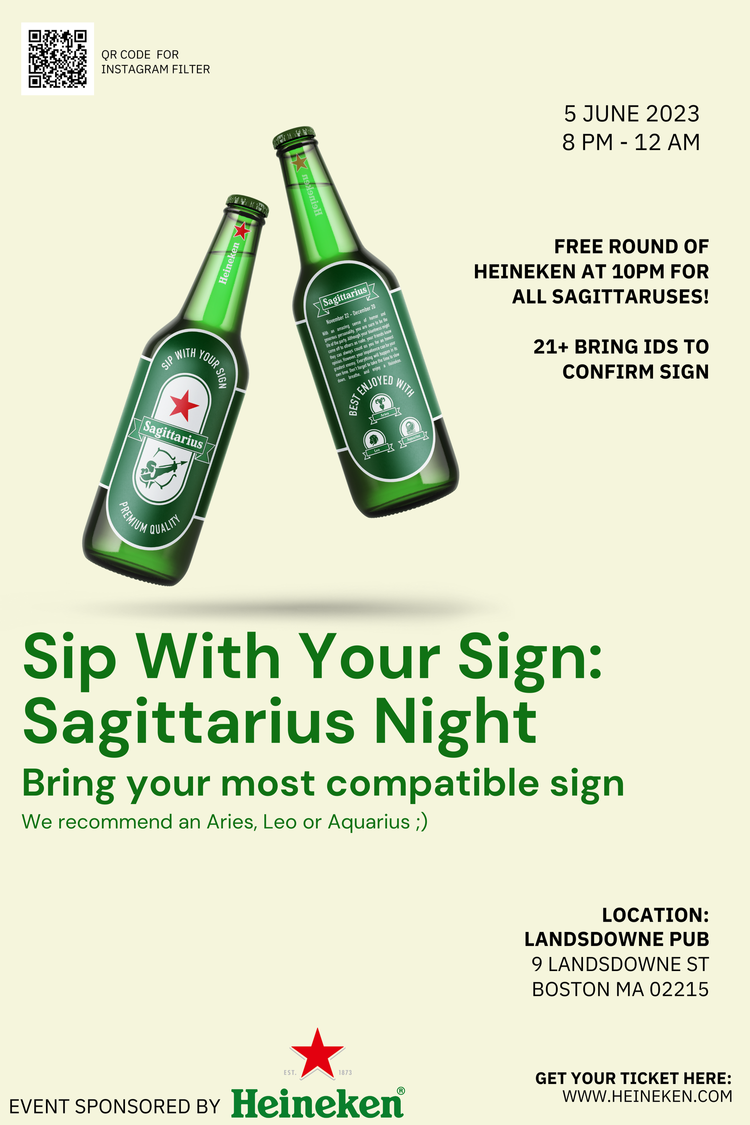 QR CODE FOR
INSTAGRAM FILTER
5 JUNE 2023
8 PM - 12 AM
FREE ROUND OF
HEINEKEN AT 10PM FOR
ALL SAGITTARUSES!
21+ BRING IDS TO
CONFIRM SIGN
Heineken
SIP WITH YOUR SIGN
Sagittarius
PREMIUM QUALITY
Heineken
Sagittarius
BEST ENJOYED WITH
Sip With Your Sign:
Sagittarius Night
Bring your most compatible sign
We recommend an Aries, Leo or Aquarius ;)
LOCATION:
LANDSDOWNE PUB
9 LANDSDOWNE ST
BOSTON MA 02215
EST. 1873
EVENT SPONSORED BY Heineken®
GET YOUR TICKET HERE:
WWW.HEINEKEN.COM